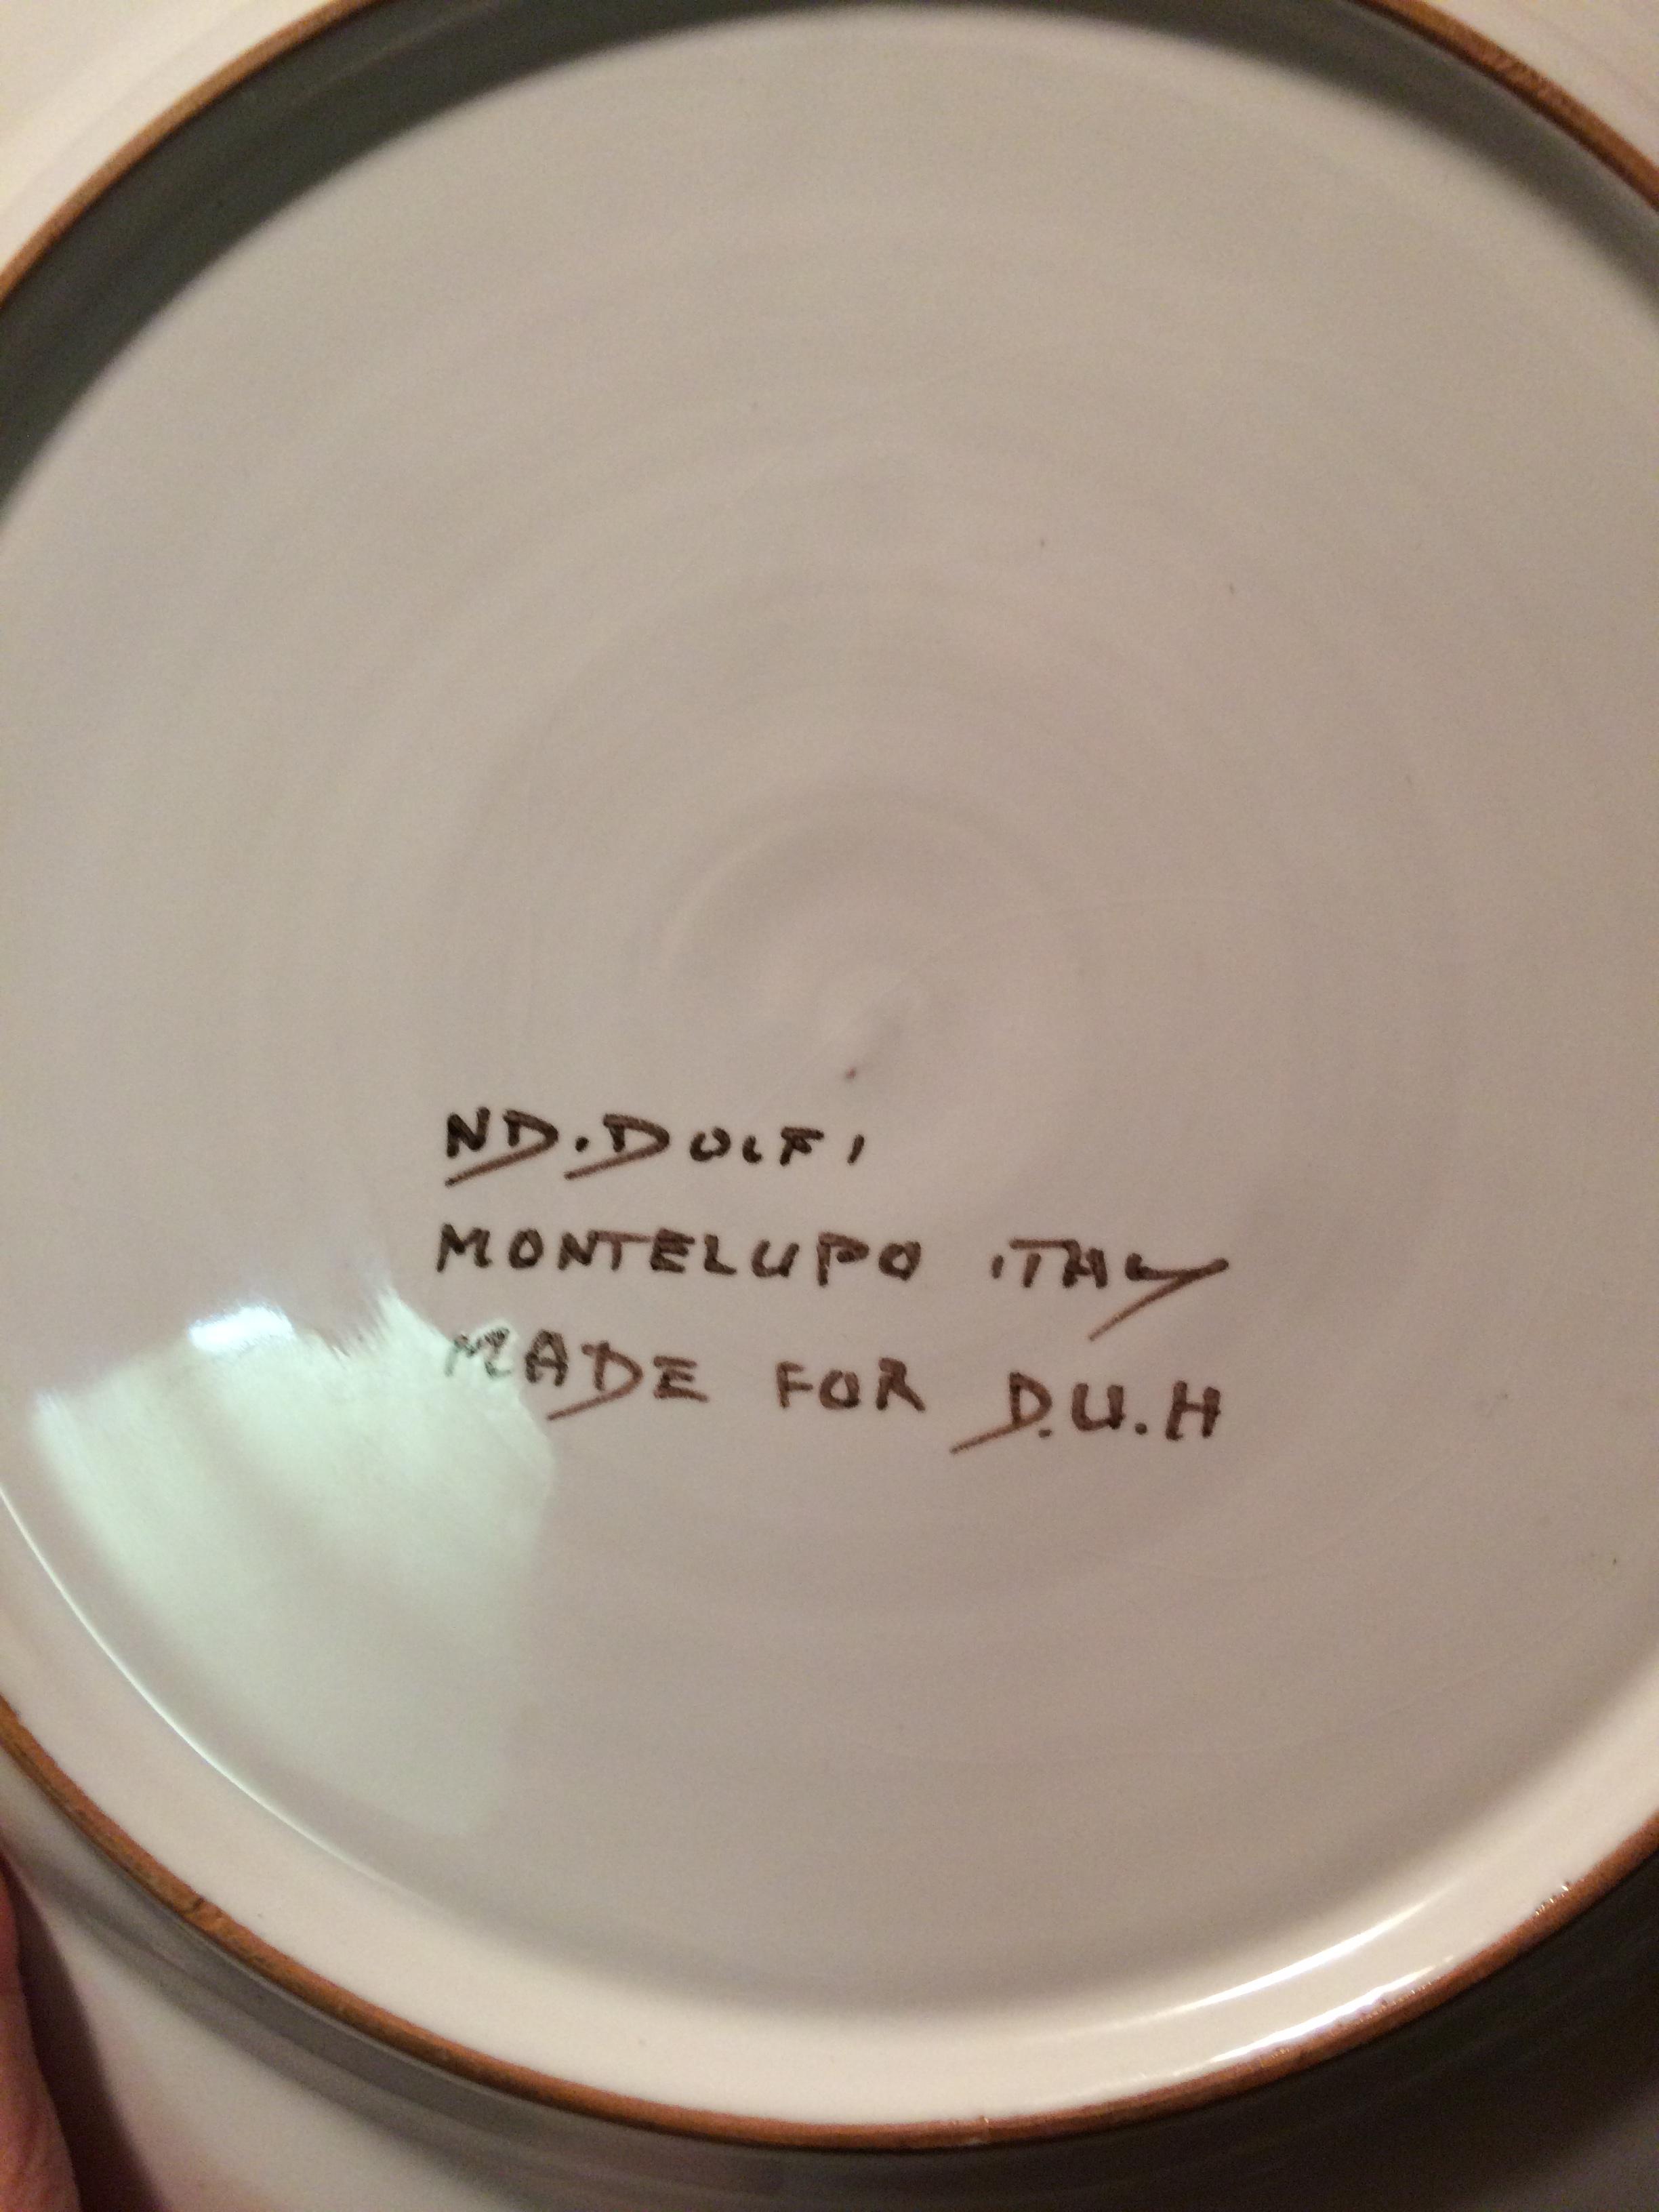 ND. DOLFI
MONTELUPO ITALY
MADE FOR D.U.H